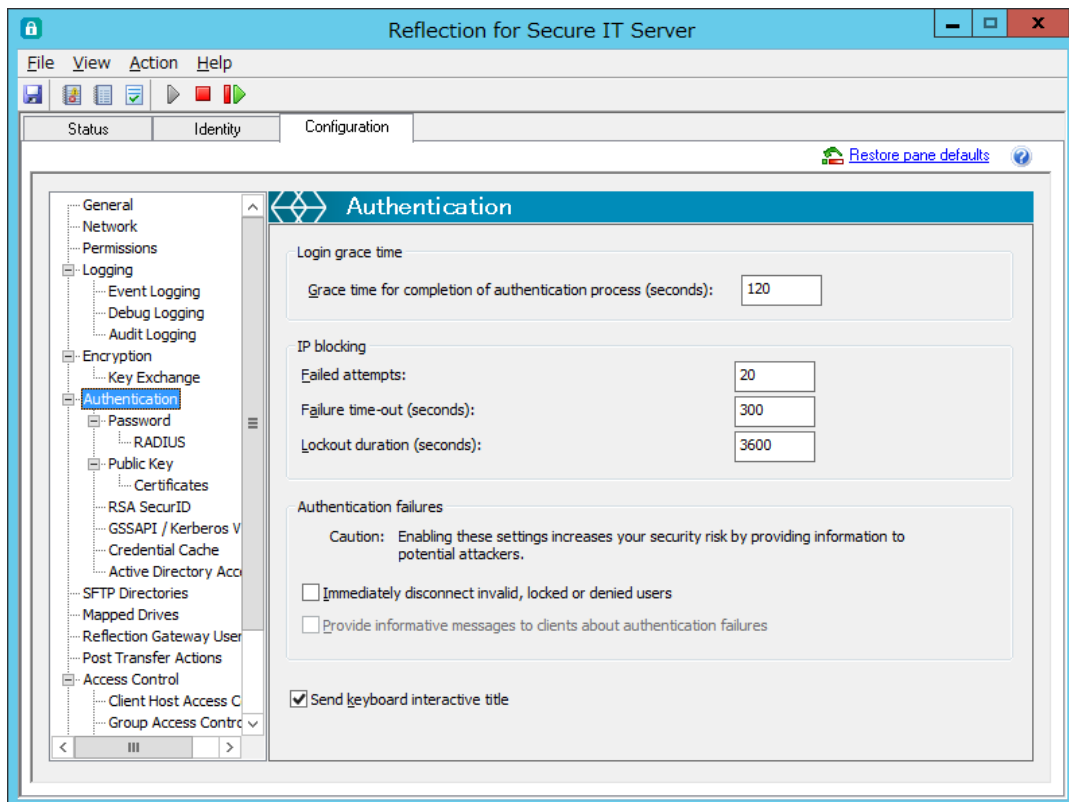 Reflection for Secure IT Server
File View Action Help
Status Identity Configuration
Restore pane defaults
General
Network
Permissions
Logging
Event Logging
Debug Logging
Audit Logging
Encryption
Key Exchange
Authentication
Password
RADIUS
Public Key
Certificates
RSA SecurID
GSSAPI / Kerberos V
Credential Cache
Active Directory Acc
SFTP Directories
Mapped Drives
Reflection Gateway User
Post Transfer Actions
Access Control
Client Host Access C
Group Access Contro
Authentication
Login grace time
Grace time for completion of authentication process (seconds): 120
IP blocking
Failed attempts: 20
Failure time-out (seconds): 300
Lockout duration (seconds): 3600
Authentication failures
Caution: Enabling these settings increases your security risk by providing information to
potential attackers.
Immediately disconnect invalid, locked or denied users
Provide informative messages to clients about authentication failures
Send keyboard interactive title